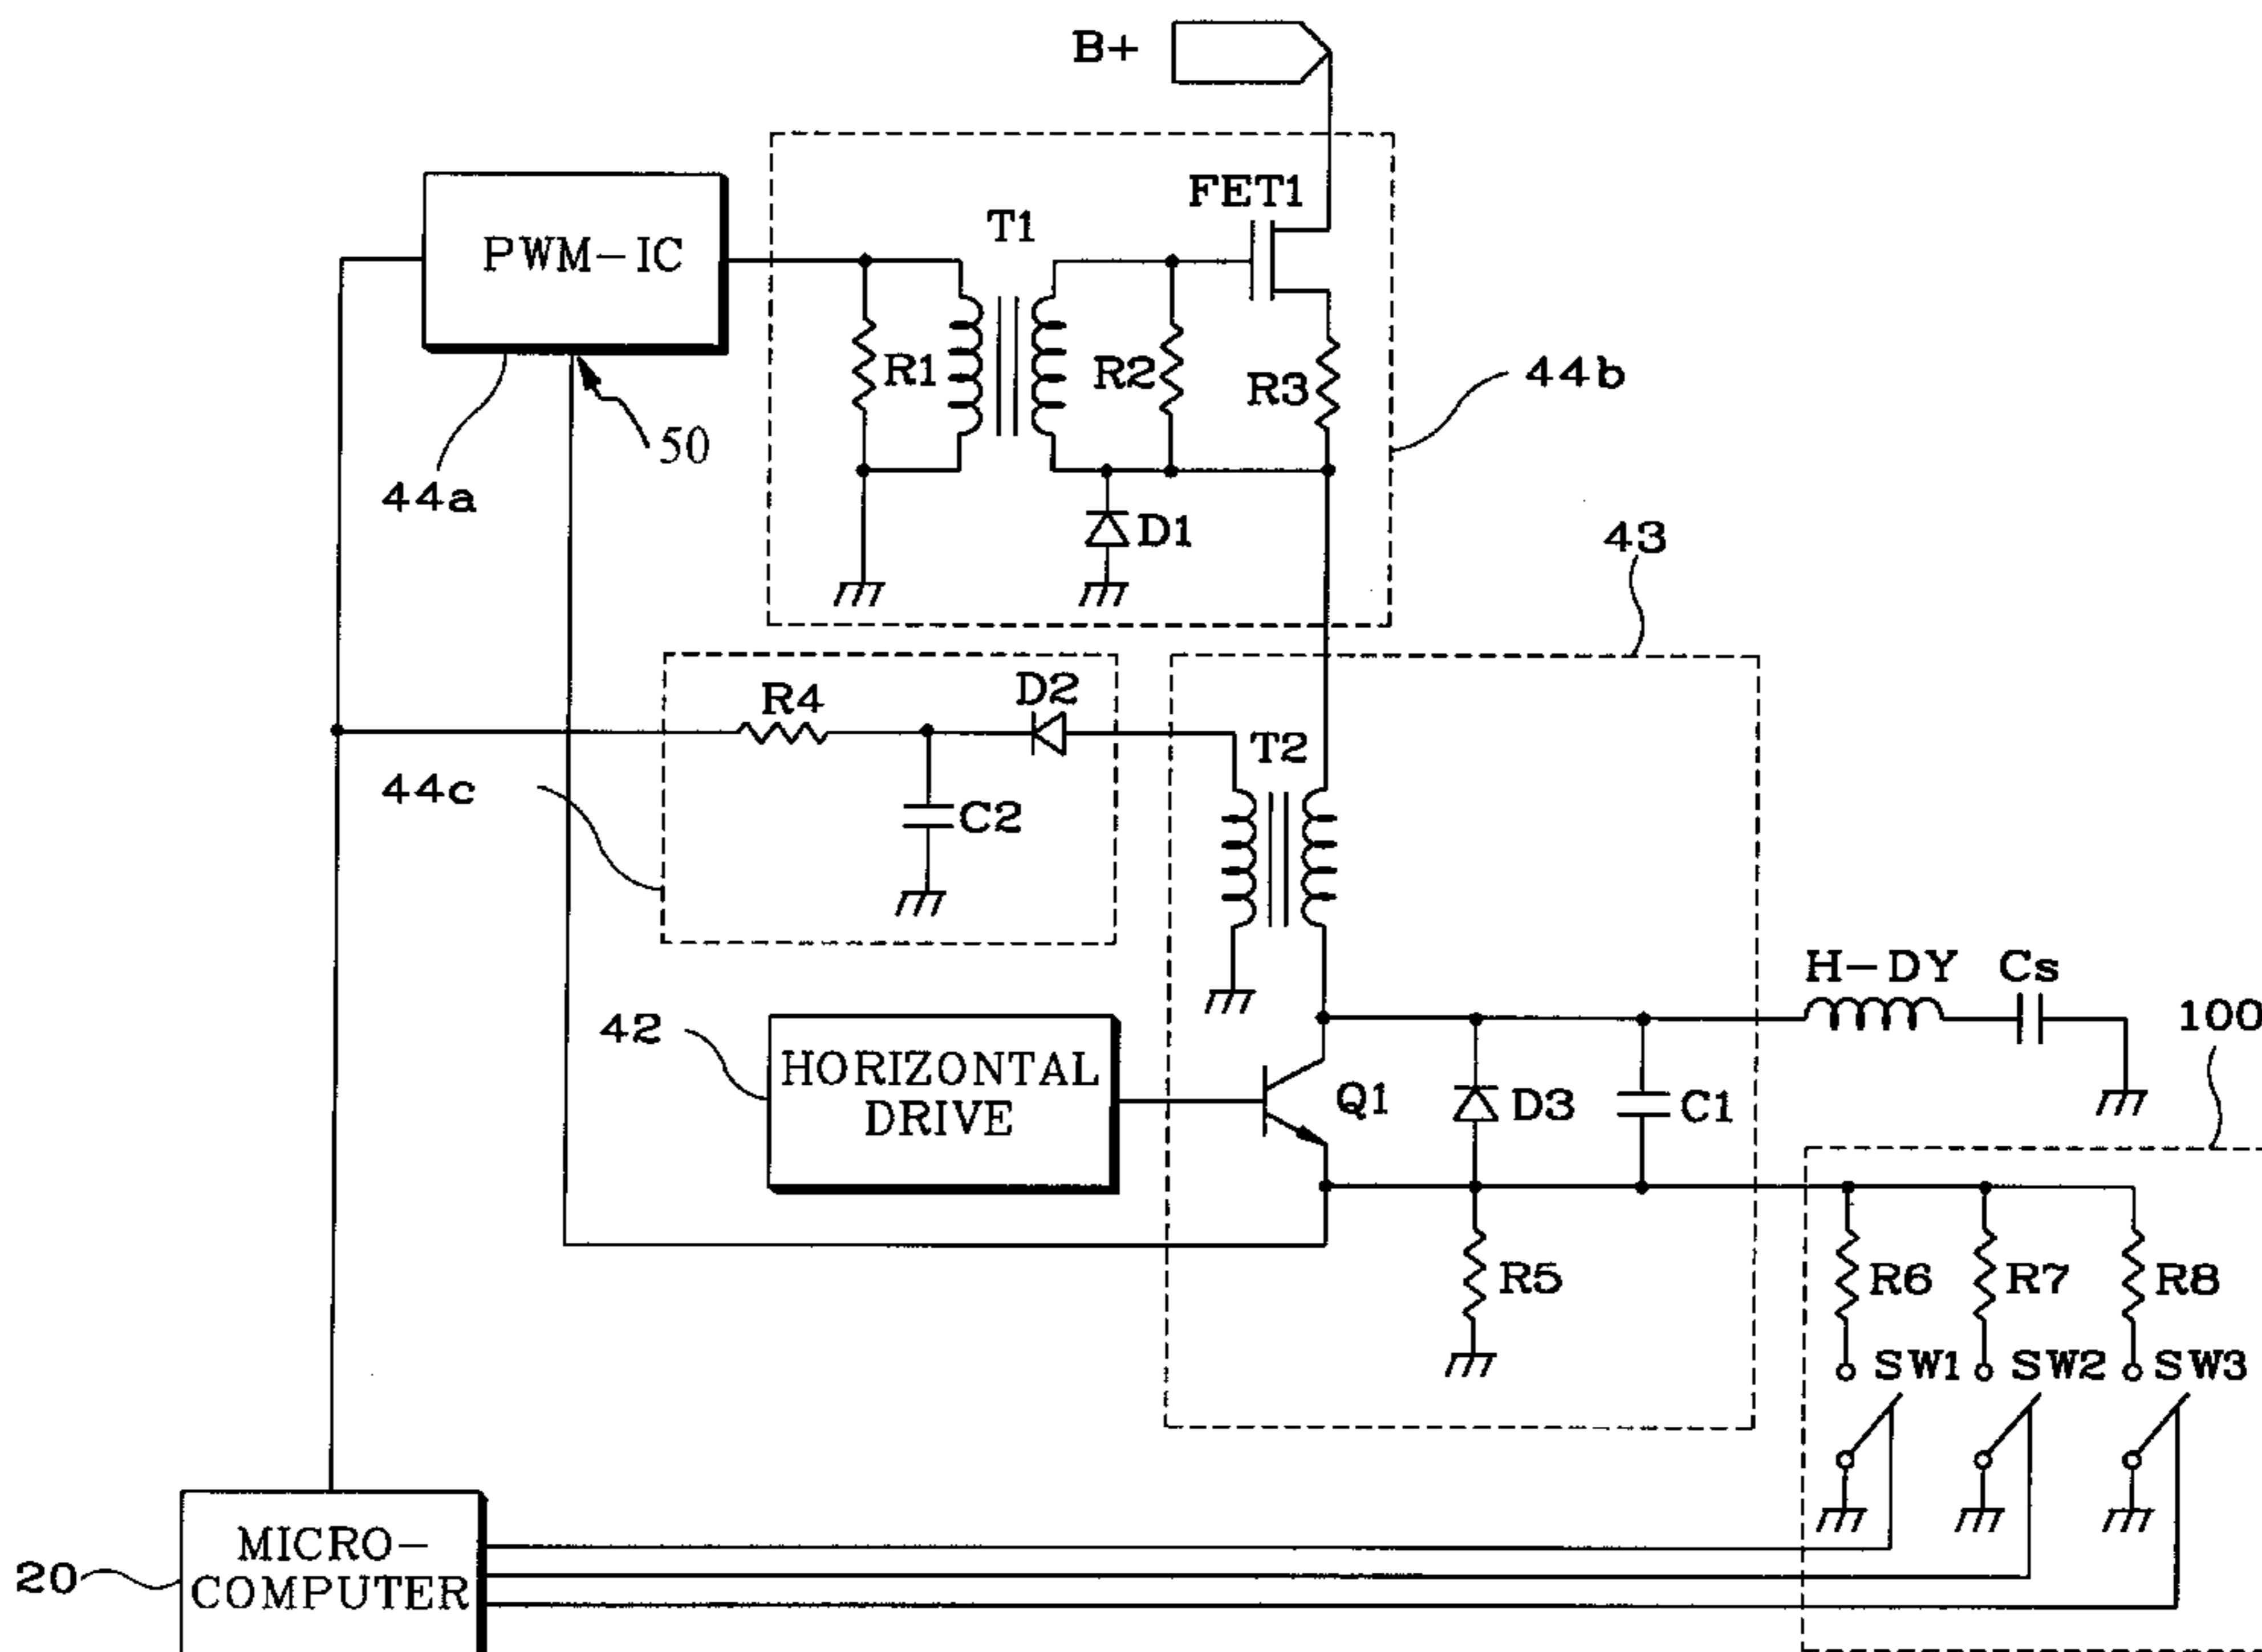 B+
FET1
T1
PWM-IC
R1
R2
R3
44b
50
44a
D1
43
R4
D2
T2
44c
C2
H-DY
Cs
100
42
HORIZONTAL
DRIVE
Q1
D3
C1
R5
R6
R7
R8
SW1
SW2
SW3
MICRO-
COMPUTER
20